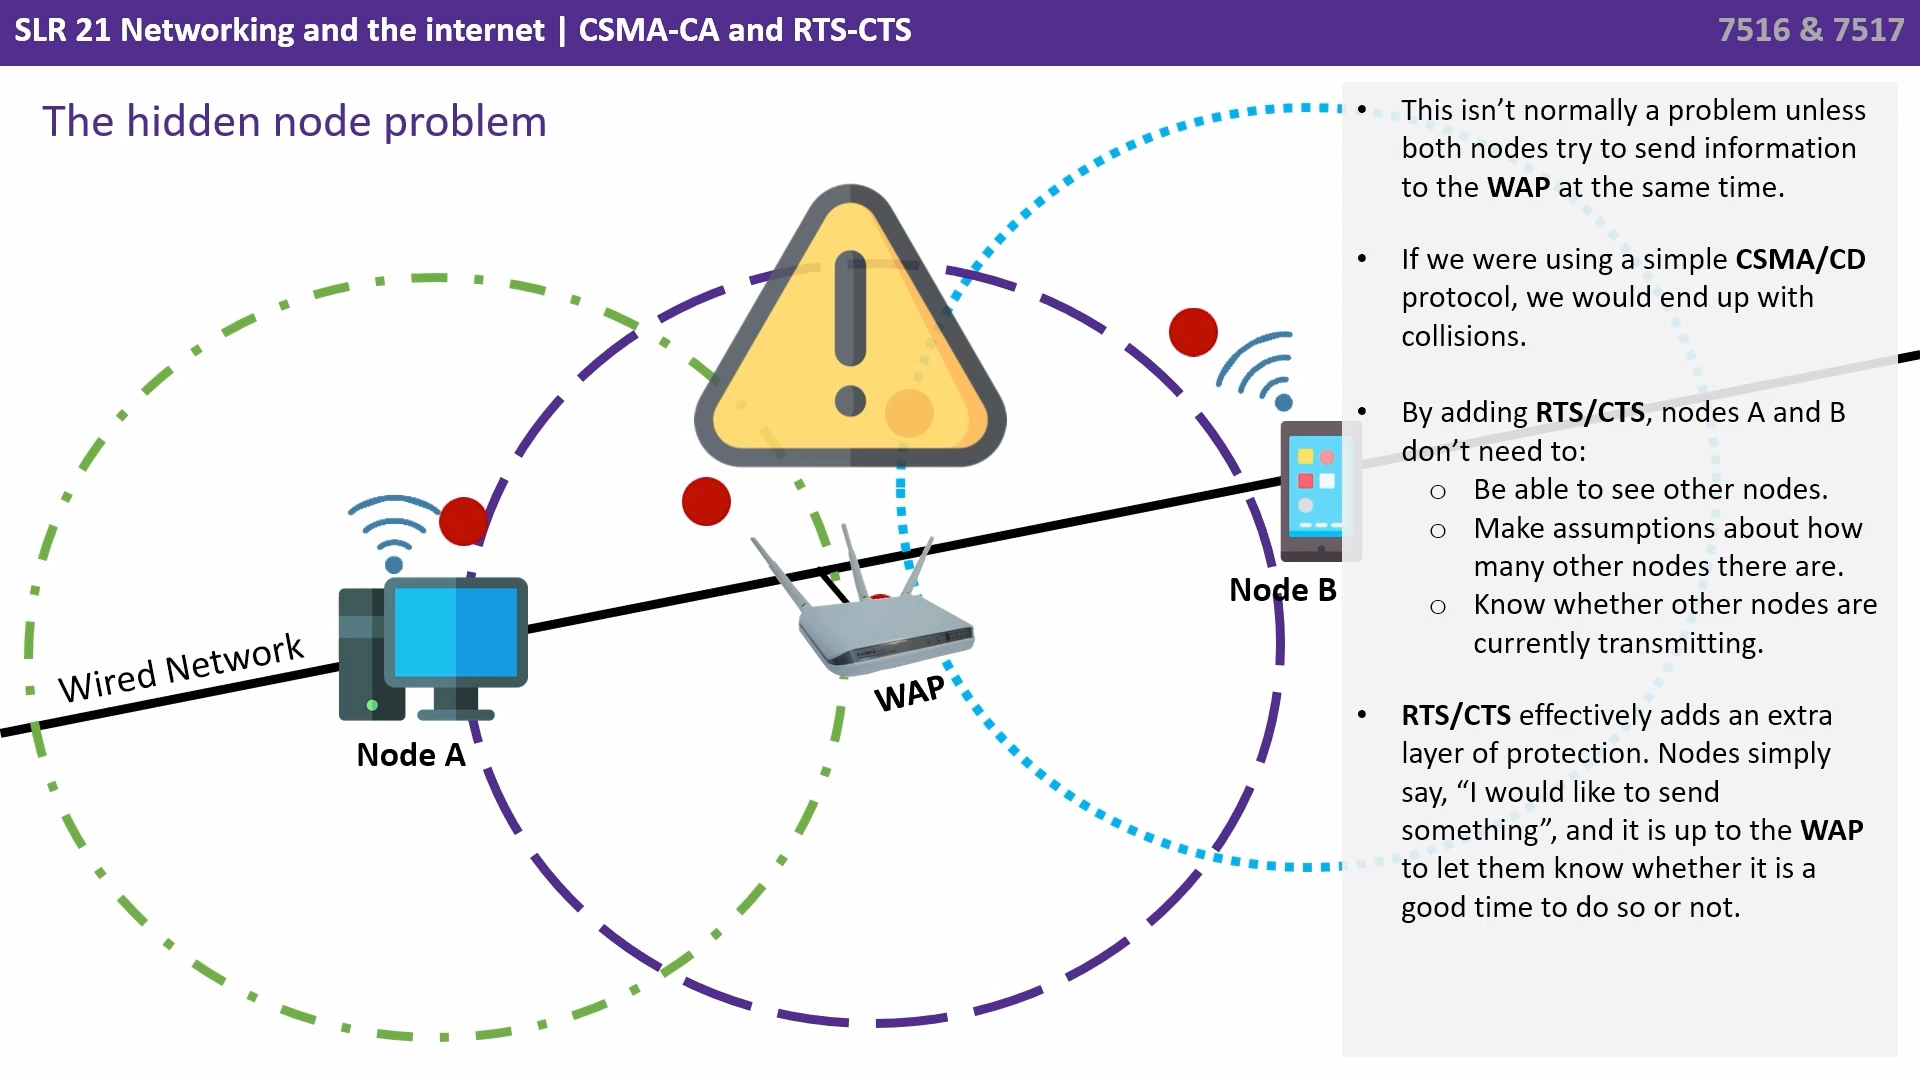 SLR 21 Networking and the internet | CSMA-CA and RTS-CTS
7516 & 7517
The hidden node problem
Wired Network
Node A
WAP
Node B
• This isn’t normally a problem unless
both nodes try to send information
to the WAP at the same time.
• If we were using a simple CSMA/CD
protocol, we would end up with
collisions.
• By adding RTS/CTS, nodes A and B
don’t need to:
o Be able to see other nodes.
o Make assumptions about how
many other nodes there are.
o Know whether other nodes are
currently transmitting.
• RTS/CTS effectively adds an extra
layer of protection. Nodes simply
say, “I would like to send
something”, and it is up to the WAP
to let them know whether it is a
good time to do so or not.